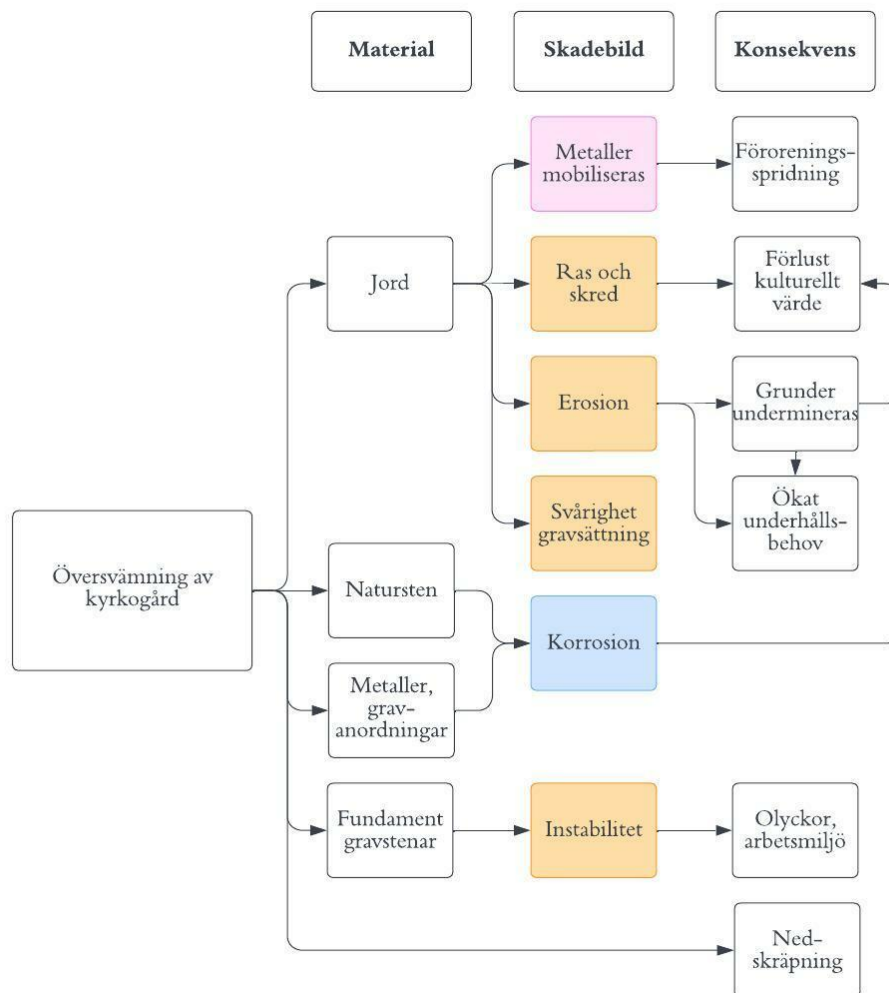 Material
Skadebild
Konsekvens
Metaller
mobiliseras
Förorenings-
spridning
Jord
Ras och
skred
Förlust
kulturellt
värde
Erosion
Grunder
undermineras
Svårighet
gravsättning
Ökat
underhålls-
behov
Översvämning av
kyrkogård
Natursten
Korrosion
Metaller,
grav-
anordningar
Fundament
gravstenar
Instabilitet
Olyckor,
arbetsmiljö
Ned-
skräpning